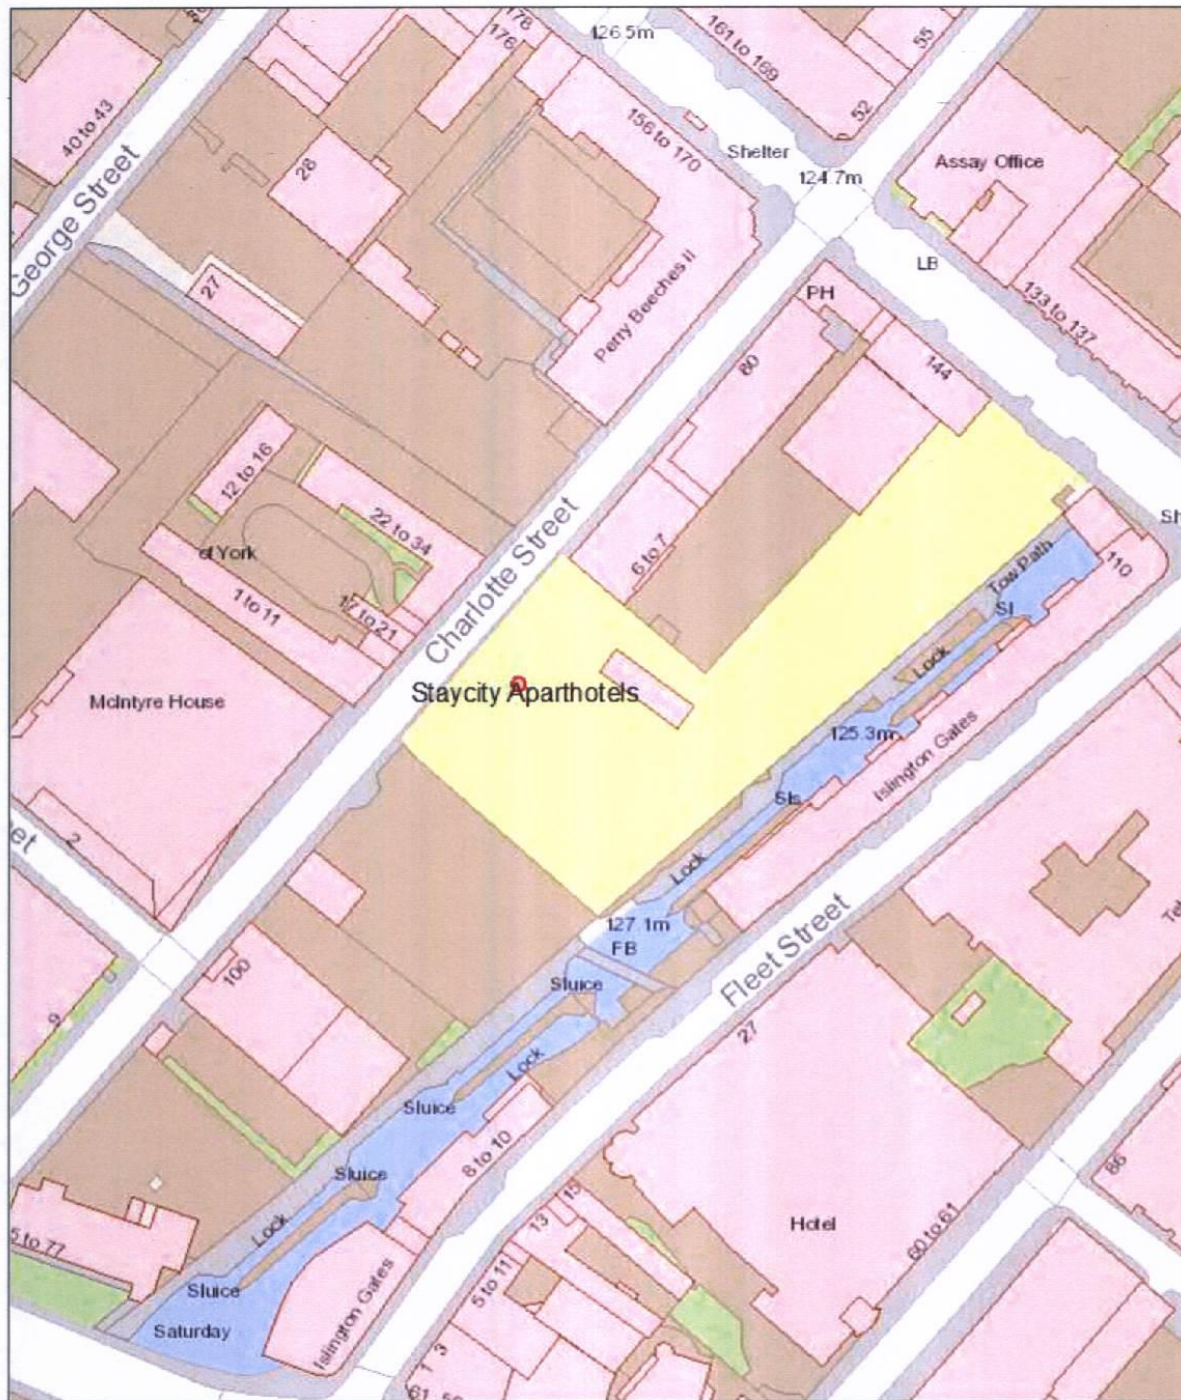 178
176
126.5m
161 to 169
55
52
40 to 43
156 to 170
Shelter
Assay Office
124.7m
28
George Street
LB
27
PH
133 to 137
Perry Beeches II
80
144
12 to 16
22 to 34
of York
Charlotte Street
6 to 7
Tow Path
110
1 to 11
17 to 21
Sl
Lock
Staycity Aparthotels
McIntyre House
125.3m
Islington Gates
Sls
2
Lock
127.1m
FB
Fleet Street
100
Sluice
9
27
Lock
Sluice
8 to 10
Sluice
86
15
13
Hotel
60 to 61
Lock
5 to 77
5 to 11
Sluice
Islington Gates
Saturday
3
1